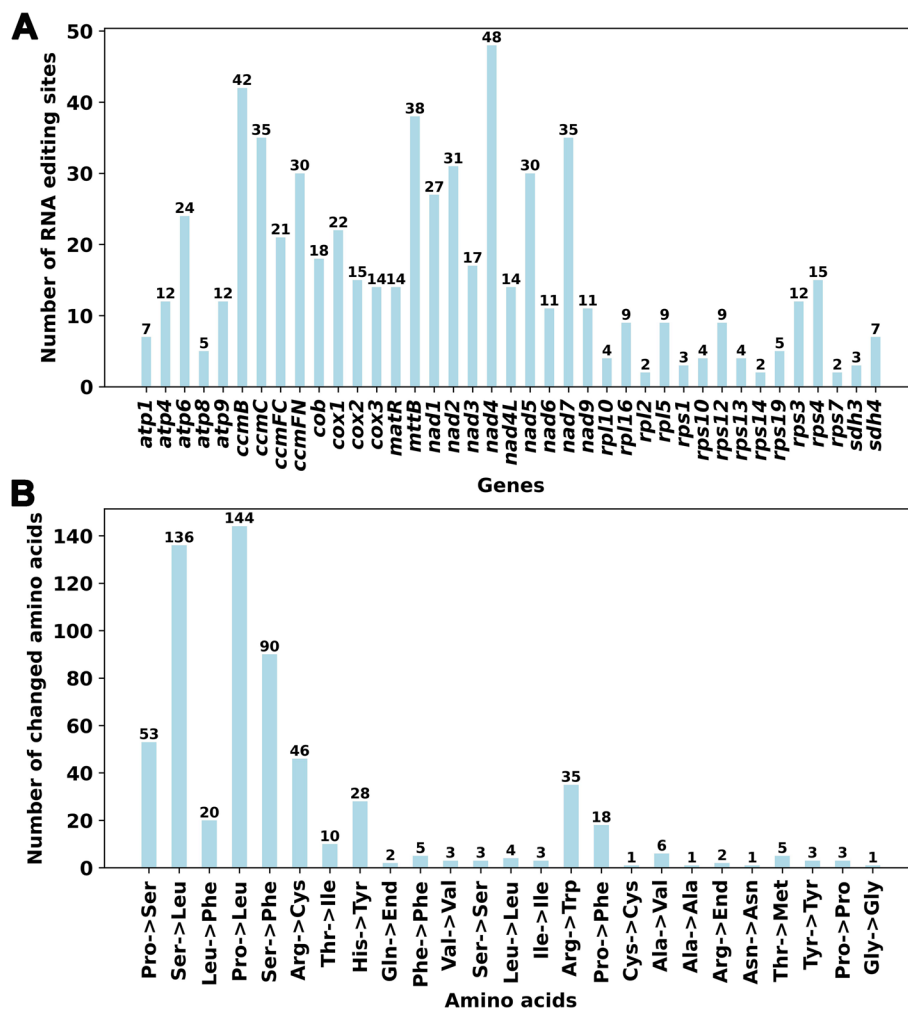 A
Number of RNA editing sites
50
40
30
20
10
0
7 12 24 5 12 42 35 21 30 18 22 15 14 14 38 27 31 17 48 14 30 11 35 11 4 9 2 9 3 4 9 4 2 5 12 15 2 3 7
atp1 atp4 atp6 atp8 atp9 ccmB ccmC ccmFC ccmFN cob cox1 cox2 cox3 matR mttB nad1 nad2 nad3 nad4 nad4L nad5 nad6 nad7 nad9 rpl10 rpl16 rpl2 rpl5 rps1 rps10 rps12 rps13 rps14 rps19 rps3 rps4 rps7 sdh3 sdh4
Genes
B
Number of changed amino acids
140
120
100
80
60
40
20
0
53 136 20 144 90 46 10 28 2 5 3 3 4 3 35 18 1 6 1 2 1 5 3 3 1
Pro->Ser
Ser->Leu
Leu->Phe
Pro->Leu
Ser->Phe
Arg->Cys
Thr->Ile
His->Tyr
Gln->End
Phe->Phe
Val->Val
Ser->Ser
Leu->Leu
Ile->Ile
Arg->Trp
Pro->Phe
Cys->Cys
Ala->Val
Ala->Ala
Arg->End
Asn->Asn
Thr->Met
Tyr->Tyr
Pro->Pro
Gly->Gly
Amino acids